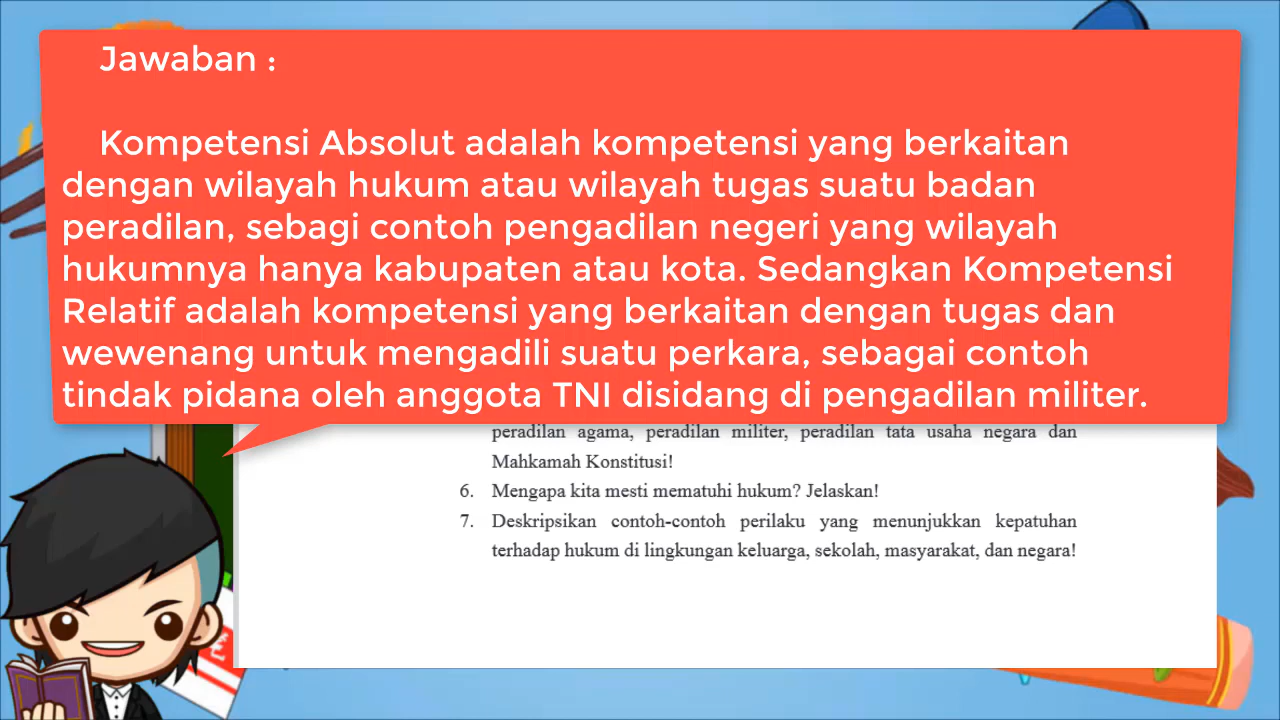 Jawaban :
Kompetensi Absolut adalah kompetensi yang berkaitan
dengan wilayah hukum atau wilayah tugas suatu badan
peradilan, sebagi contoh pengadilan negeri yang wilayah
hukumnya hanya kabupaten atau kota. Sedangkan Kompetensi
Relatif adalah kompetensi yang berkaitan dengan tugas dan
wewenang untuk mengadili suatu perkara, sebagai contoh
tindak pidana oleh anggota TNI disidang di pengadilan militer.
peradilan agama, peradilan militer, peradilan tata usaha negara dan
Mahkamah Konstitusi!
6. Mengapa kita mesti mematuhi hukum? Jelaskan!
7. Deskripsikan contoh-contoh perilaku yang menunjukkan kepatuhan
terhadap hukum di lingkungan keluarga, sekolah, masyarakat, dan negara!